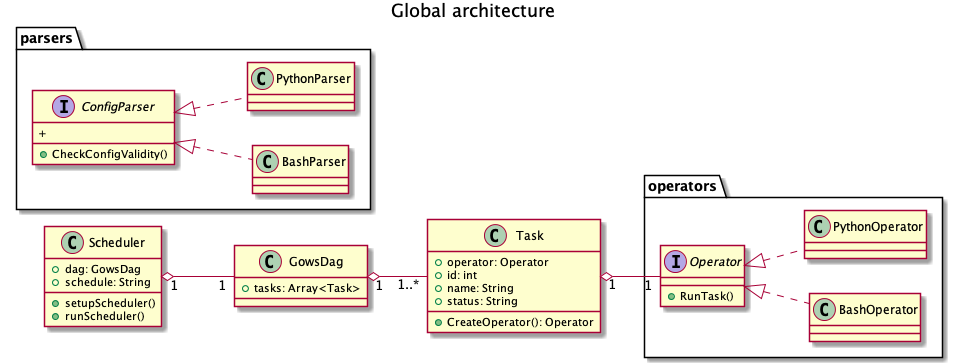 Global architecture
parsers
C PythonParser
I ConfigParser
+
CheckConfigValidity()
C BashParser
operators
C Scheduler
dag: GowsDag
schedule: String
setupScheduler()
runScheduler()
1
1
C GowsDag
tasks: Array<Task>
1
1..*
C Task
operator: Operator
id: int
name: String
status: String
CreateOperator(): Operator
1
1
I Operator
RunTask()
C PythonOperator
C BashOperator